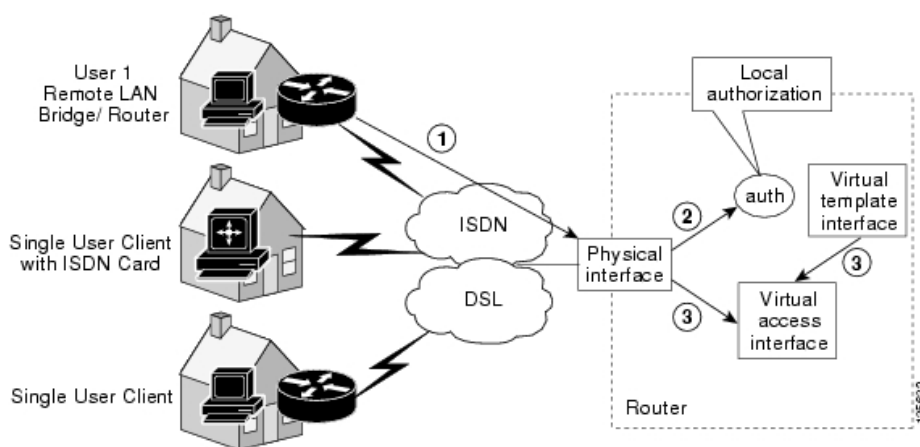 User 1
Remote LAN
Bridge/ Router
Single User Client
with ISDN Card
Single User Client
1
ISDN
DSL
Physical
interface
2
3
Local
authorization
auth
Virtual
template
interface
3
Virtual
access
interface
Router